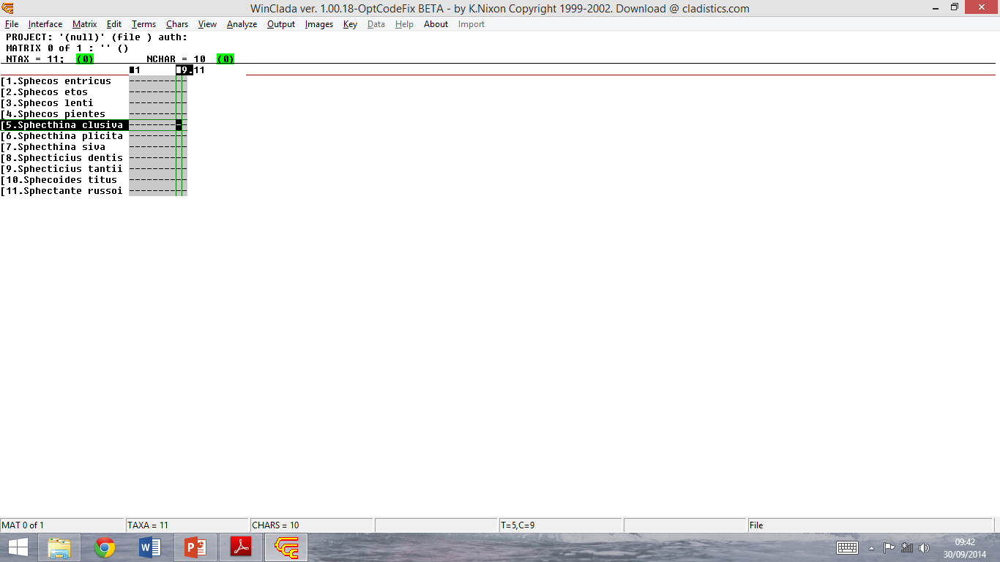 WinClada ver. 1.00.18-OptCodeFix BETA - by K.Nixon Copyright 1999-2002. Download @ cladistics.com
File Interface Matrix Edit Terms Chars View Analyze Output Images Key Data Help About Import
PROJECT: '(null)' (file ) auth:
MATRIX 0 of 1 : '' ()
NTAX = 11; (0) NCHAR = 10 (0)
1 9.11
[1.Sphecos entricus ----------
[2.Sphecos etos ----------
[3.Sphecos lenti ----------
[4.Sphecos pientes ----------
[5.Sphecthina clusiva ----------
[6.Sphecthina plicita ----------
[7.Sphecthina siva ----------
[8.Sphecticius dentis ----------
[9.Sphecticius tantii ----------
[10.Sphecoides titus ----------
[11.Sphectante russoi ----------
MAT 0 of 1 TAXA = 11 CHARS = 10 T=5,C=9 File
09:42
30/09/2014